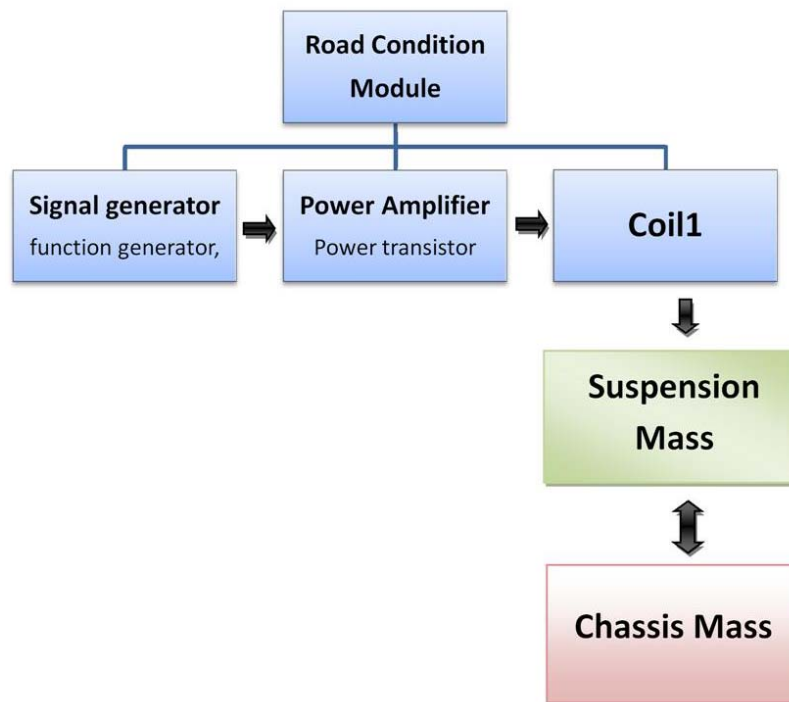 Road Condition
Module
Signal generator
function generator,
Power Amplifier
Power transistor
Coil1
Suspension
Mass
Chassis Mass